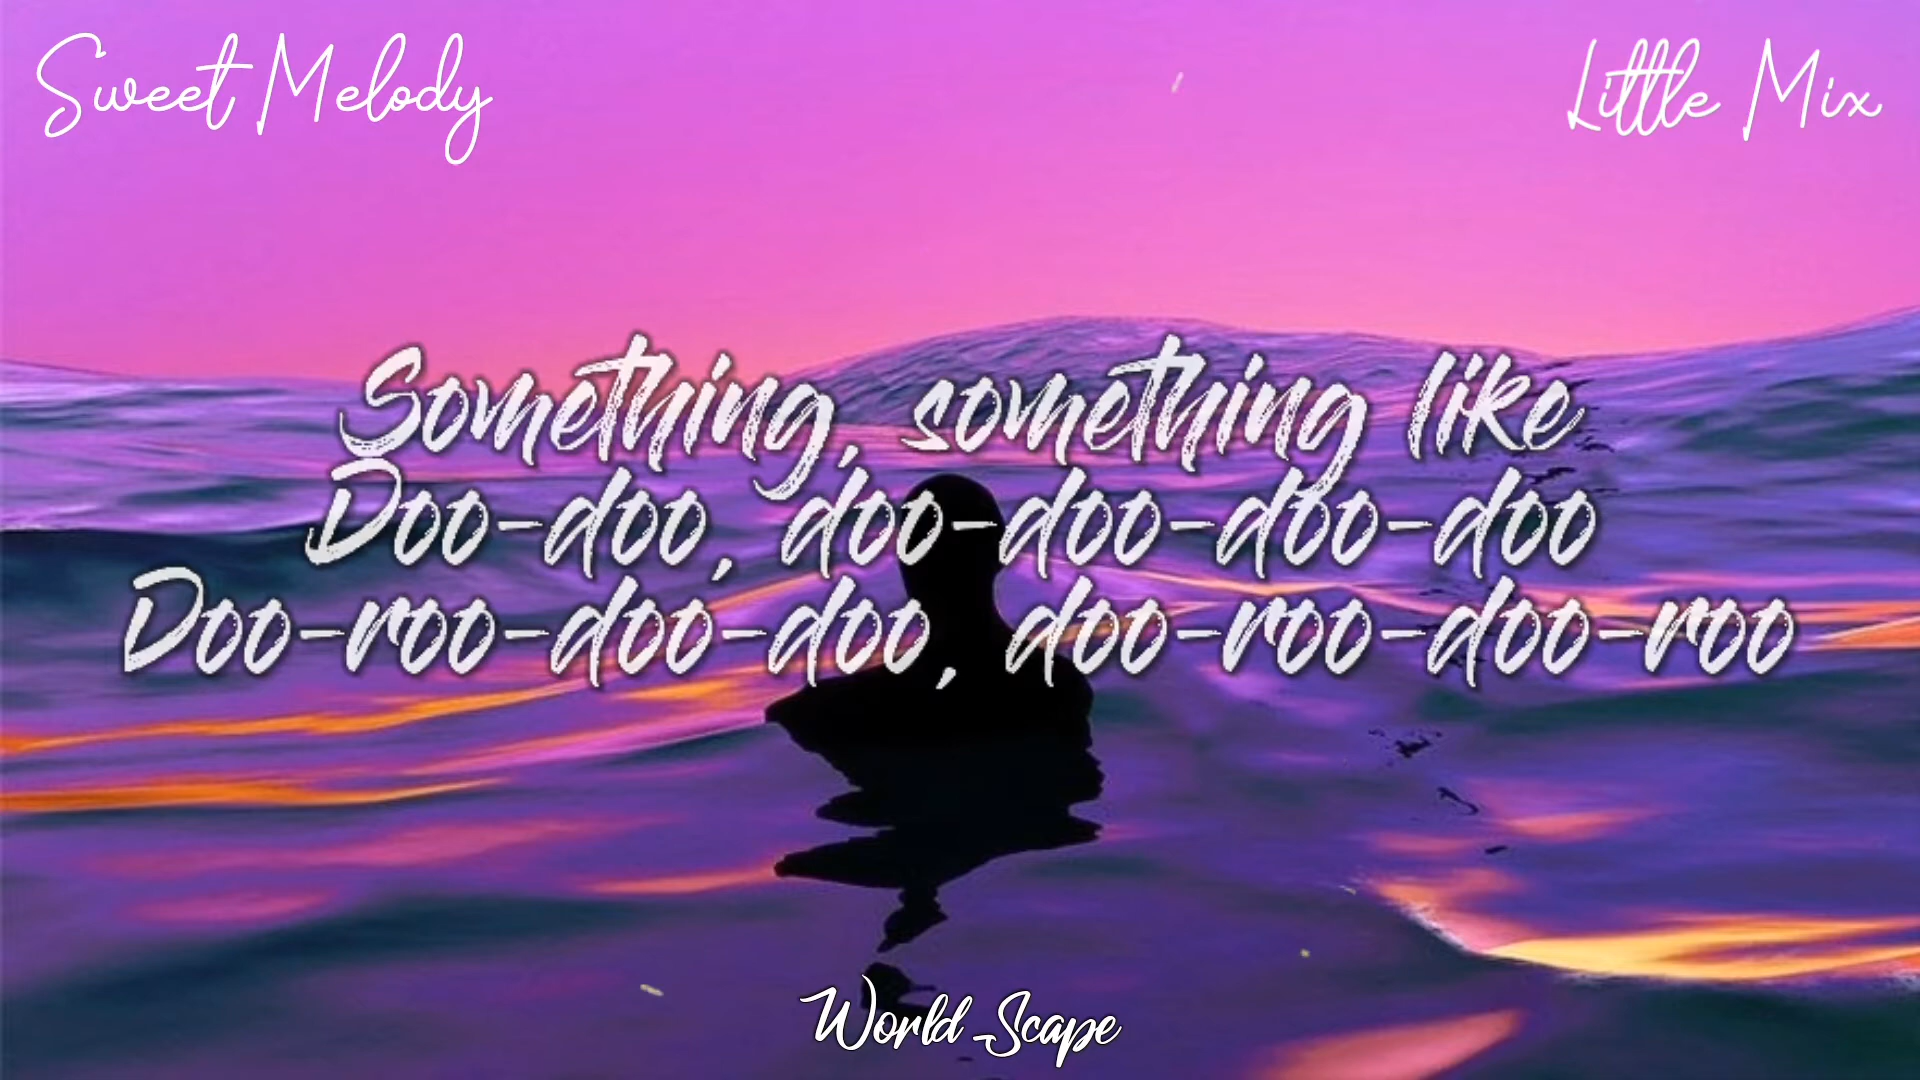 Sweet Melody
Little Mix
Something, something like
Doo-doo, doo-doo-doo-doo
Doo-roo-doo-doo, doo-roo-doo-roo
World Scape